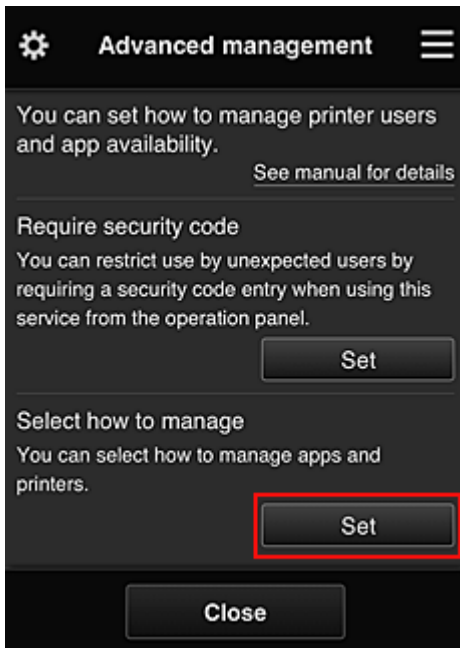 Advanced management
You can set how to manage printer users
and app availability.
See manual for details
Require security code
You can restrict use by unexpected users by
requiring a security code entry when using this
service from the operation panel.
Set
Select how to manage
You can select how to manage apps and
printers.
Set
Close